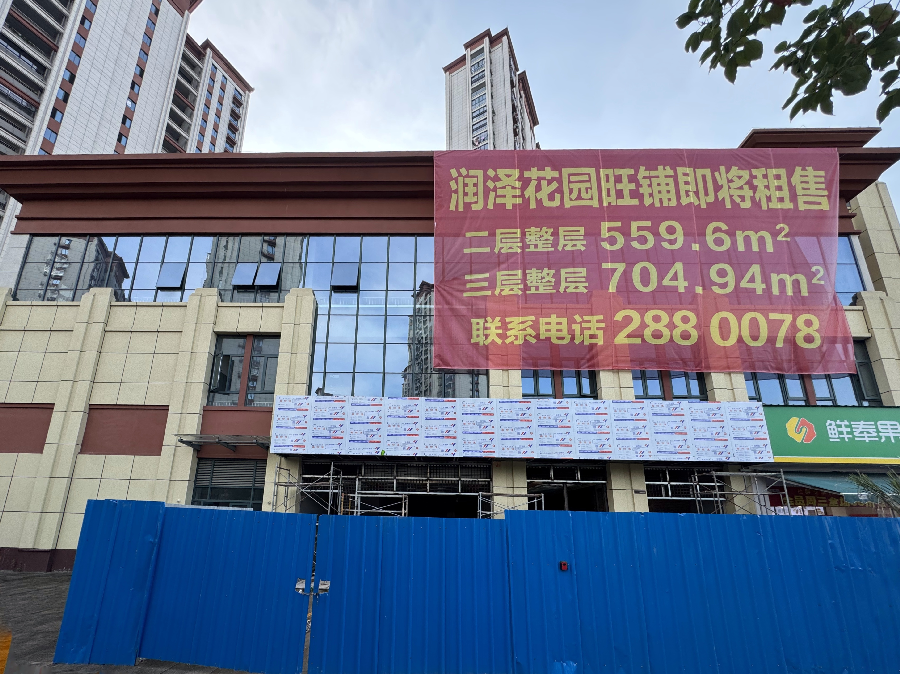 润泽花园旺铺即将租售
二层整层 559.6m²
三层整层 704.94m²
联系电话 288 0078
鲜奉果